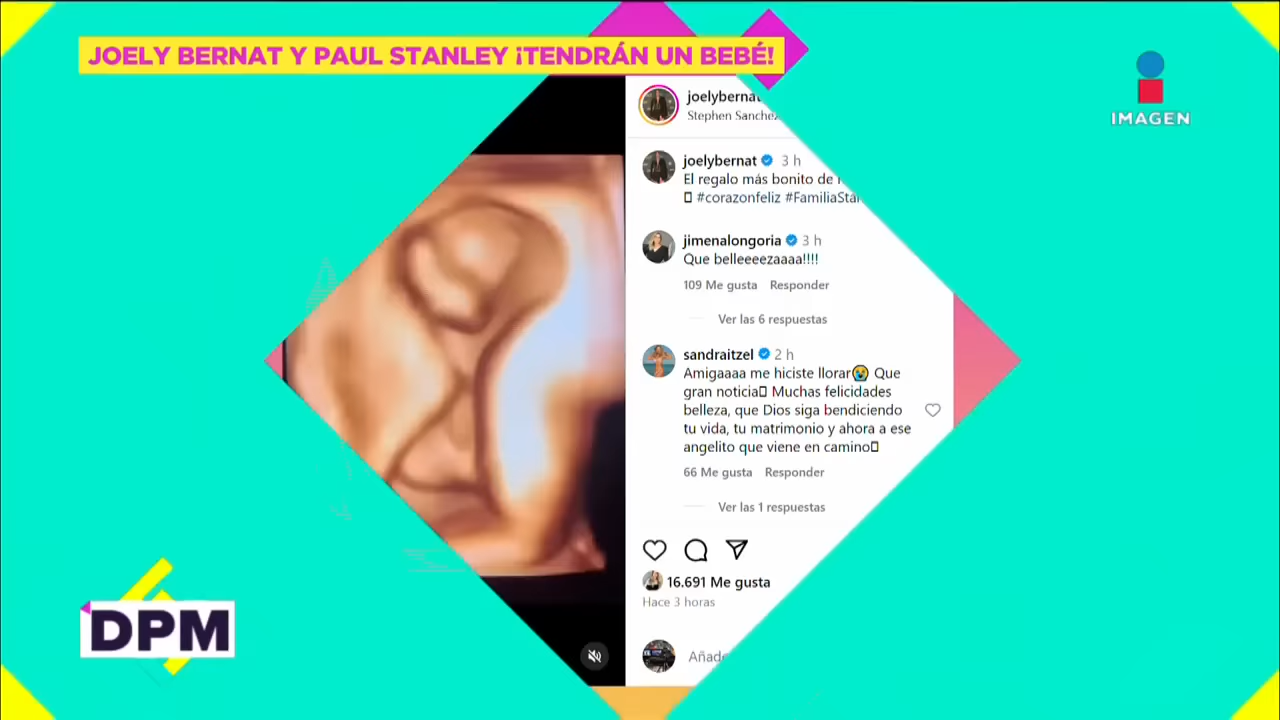 JOELY BERNAT Y PAUL STANLEY ¡TENDRÁN UN BEBÉ!
IMAGEN
joelybernat
Stephen Sanchez
joelybernat 3 h
El regalo más bonito de
#corazonfeliz
jimenalongoria 3 h
Que belleeeezaaaa!!!!
109 Me gusta Responder
Ver las 6 respuestas
sandraitzel 2 h
Amigaaaa me hiciste llorar😭 Que
gran noticia Muchas felicidades
belleza, que Dios siga bendiciendo
tu vida, tu matrimonio y ahora a ese
angelito que viene en camino
66 Me gusta Responder
Ver las 1 respuestas
16.691 Me gusta
Hace 3 horas
DPM